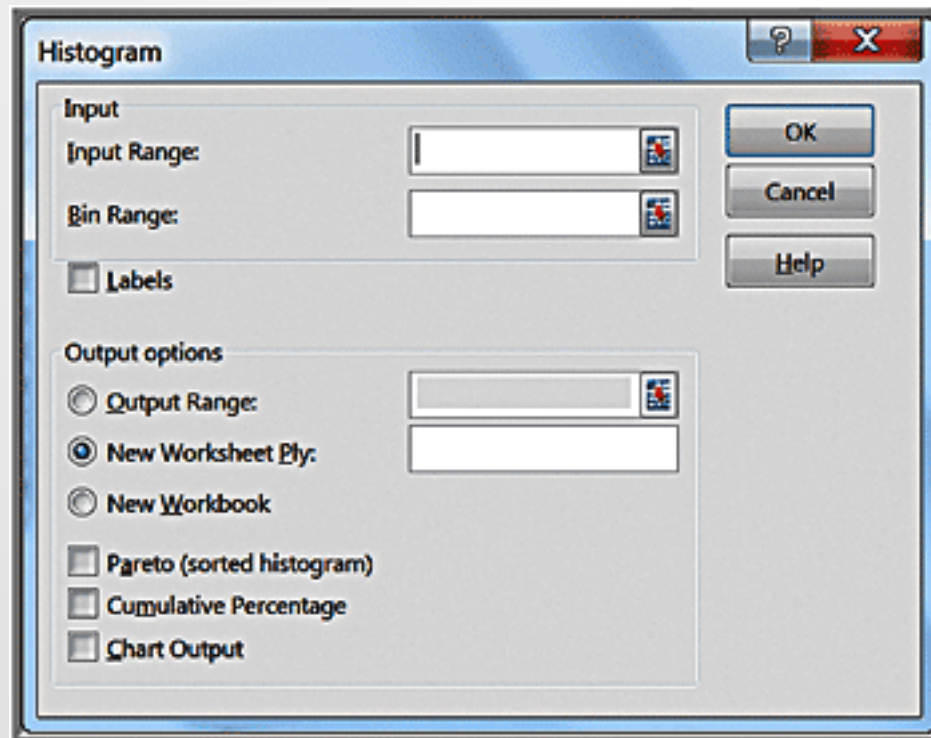 Histogram
Input
Input Range:
Bin Range:
Labels
OK
Cancel
Help
Output options
Output Range:
New Worksheet Ply:
New Workbook
Pareto (sorted histogram)
Cumulative Percentage
Chart Output